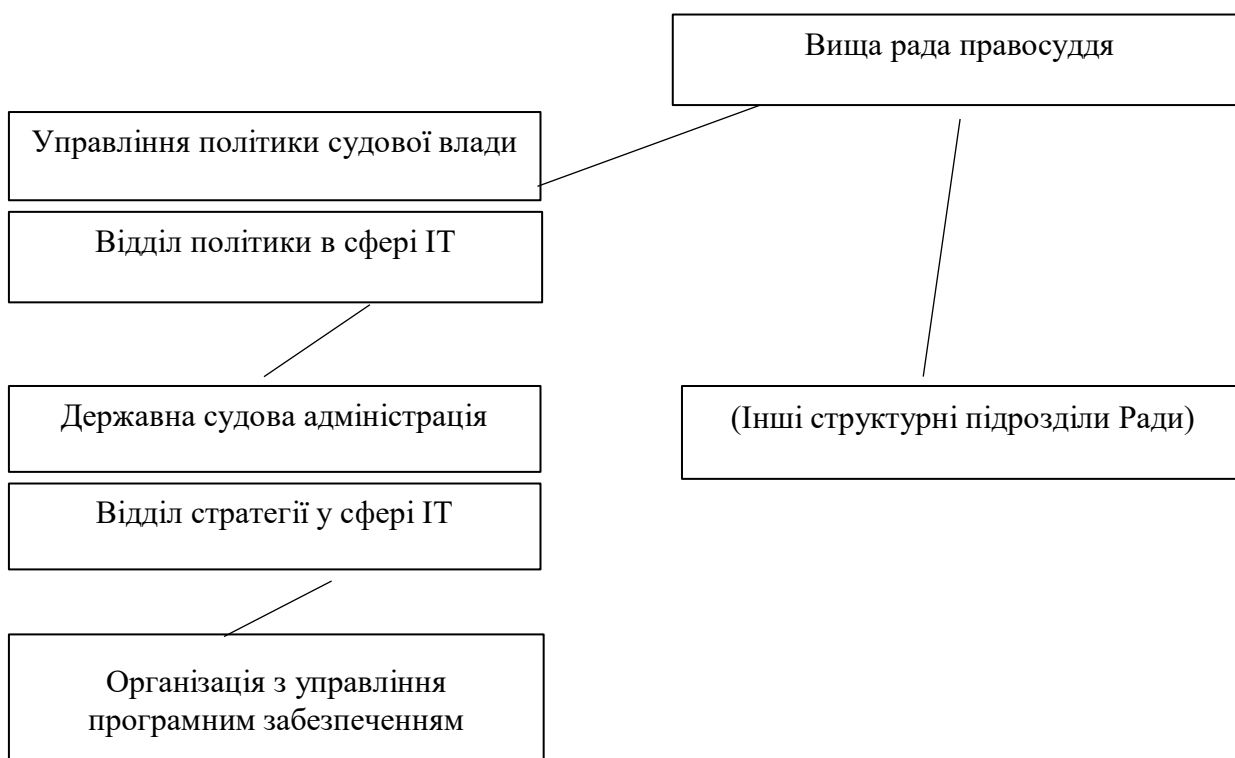 Вища рада правосуддя
Управління політики судової влади
Відділ політики в сфері ІТ
Державна судова адміністрація
(Інші структурні підрозділи Ради)
Відділ стратегії у сфері ІТ
Організація з управління
програмним забезпеченням